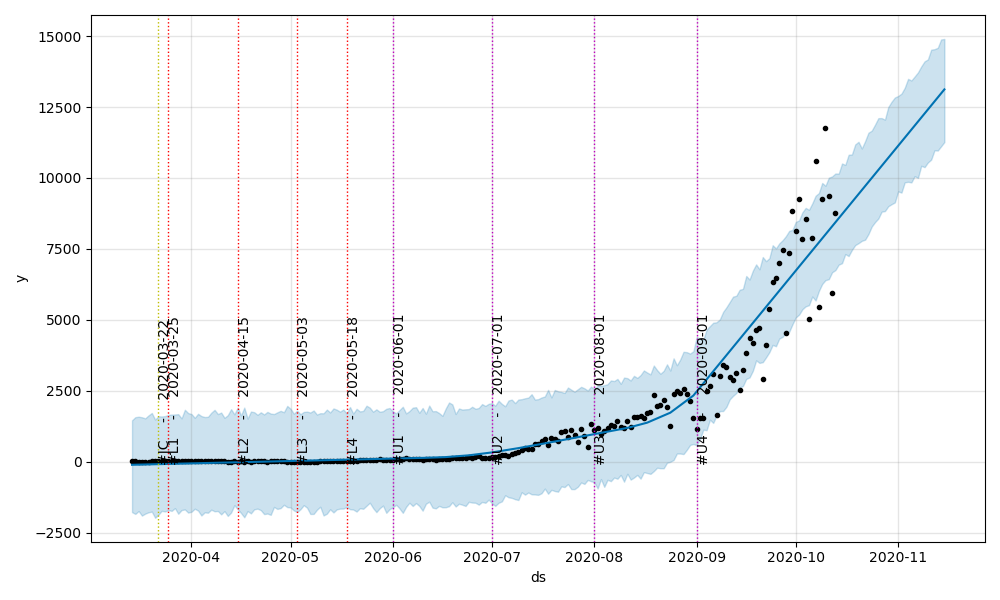 15000
12500
10000
7500
5000
2500
0
−2500
y
#JC - 2020-03-22
#L1 - 2020-03-25
#L2 - 2020-04-15
#L3 - 2020-05-03
#L4 - 2020-05-18
#U1 - 2020-06-01
#U2 - 2020-07-01
#U3 - 2020-08-01
#U4 - 2020-09-01
2020-04
2020-05
2020-06
2020-07
2020-08
2020-09
2020-10
2020-11
ds